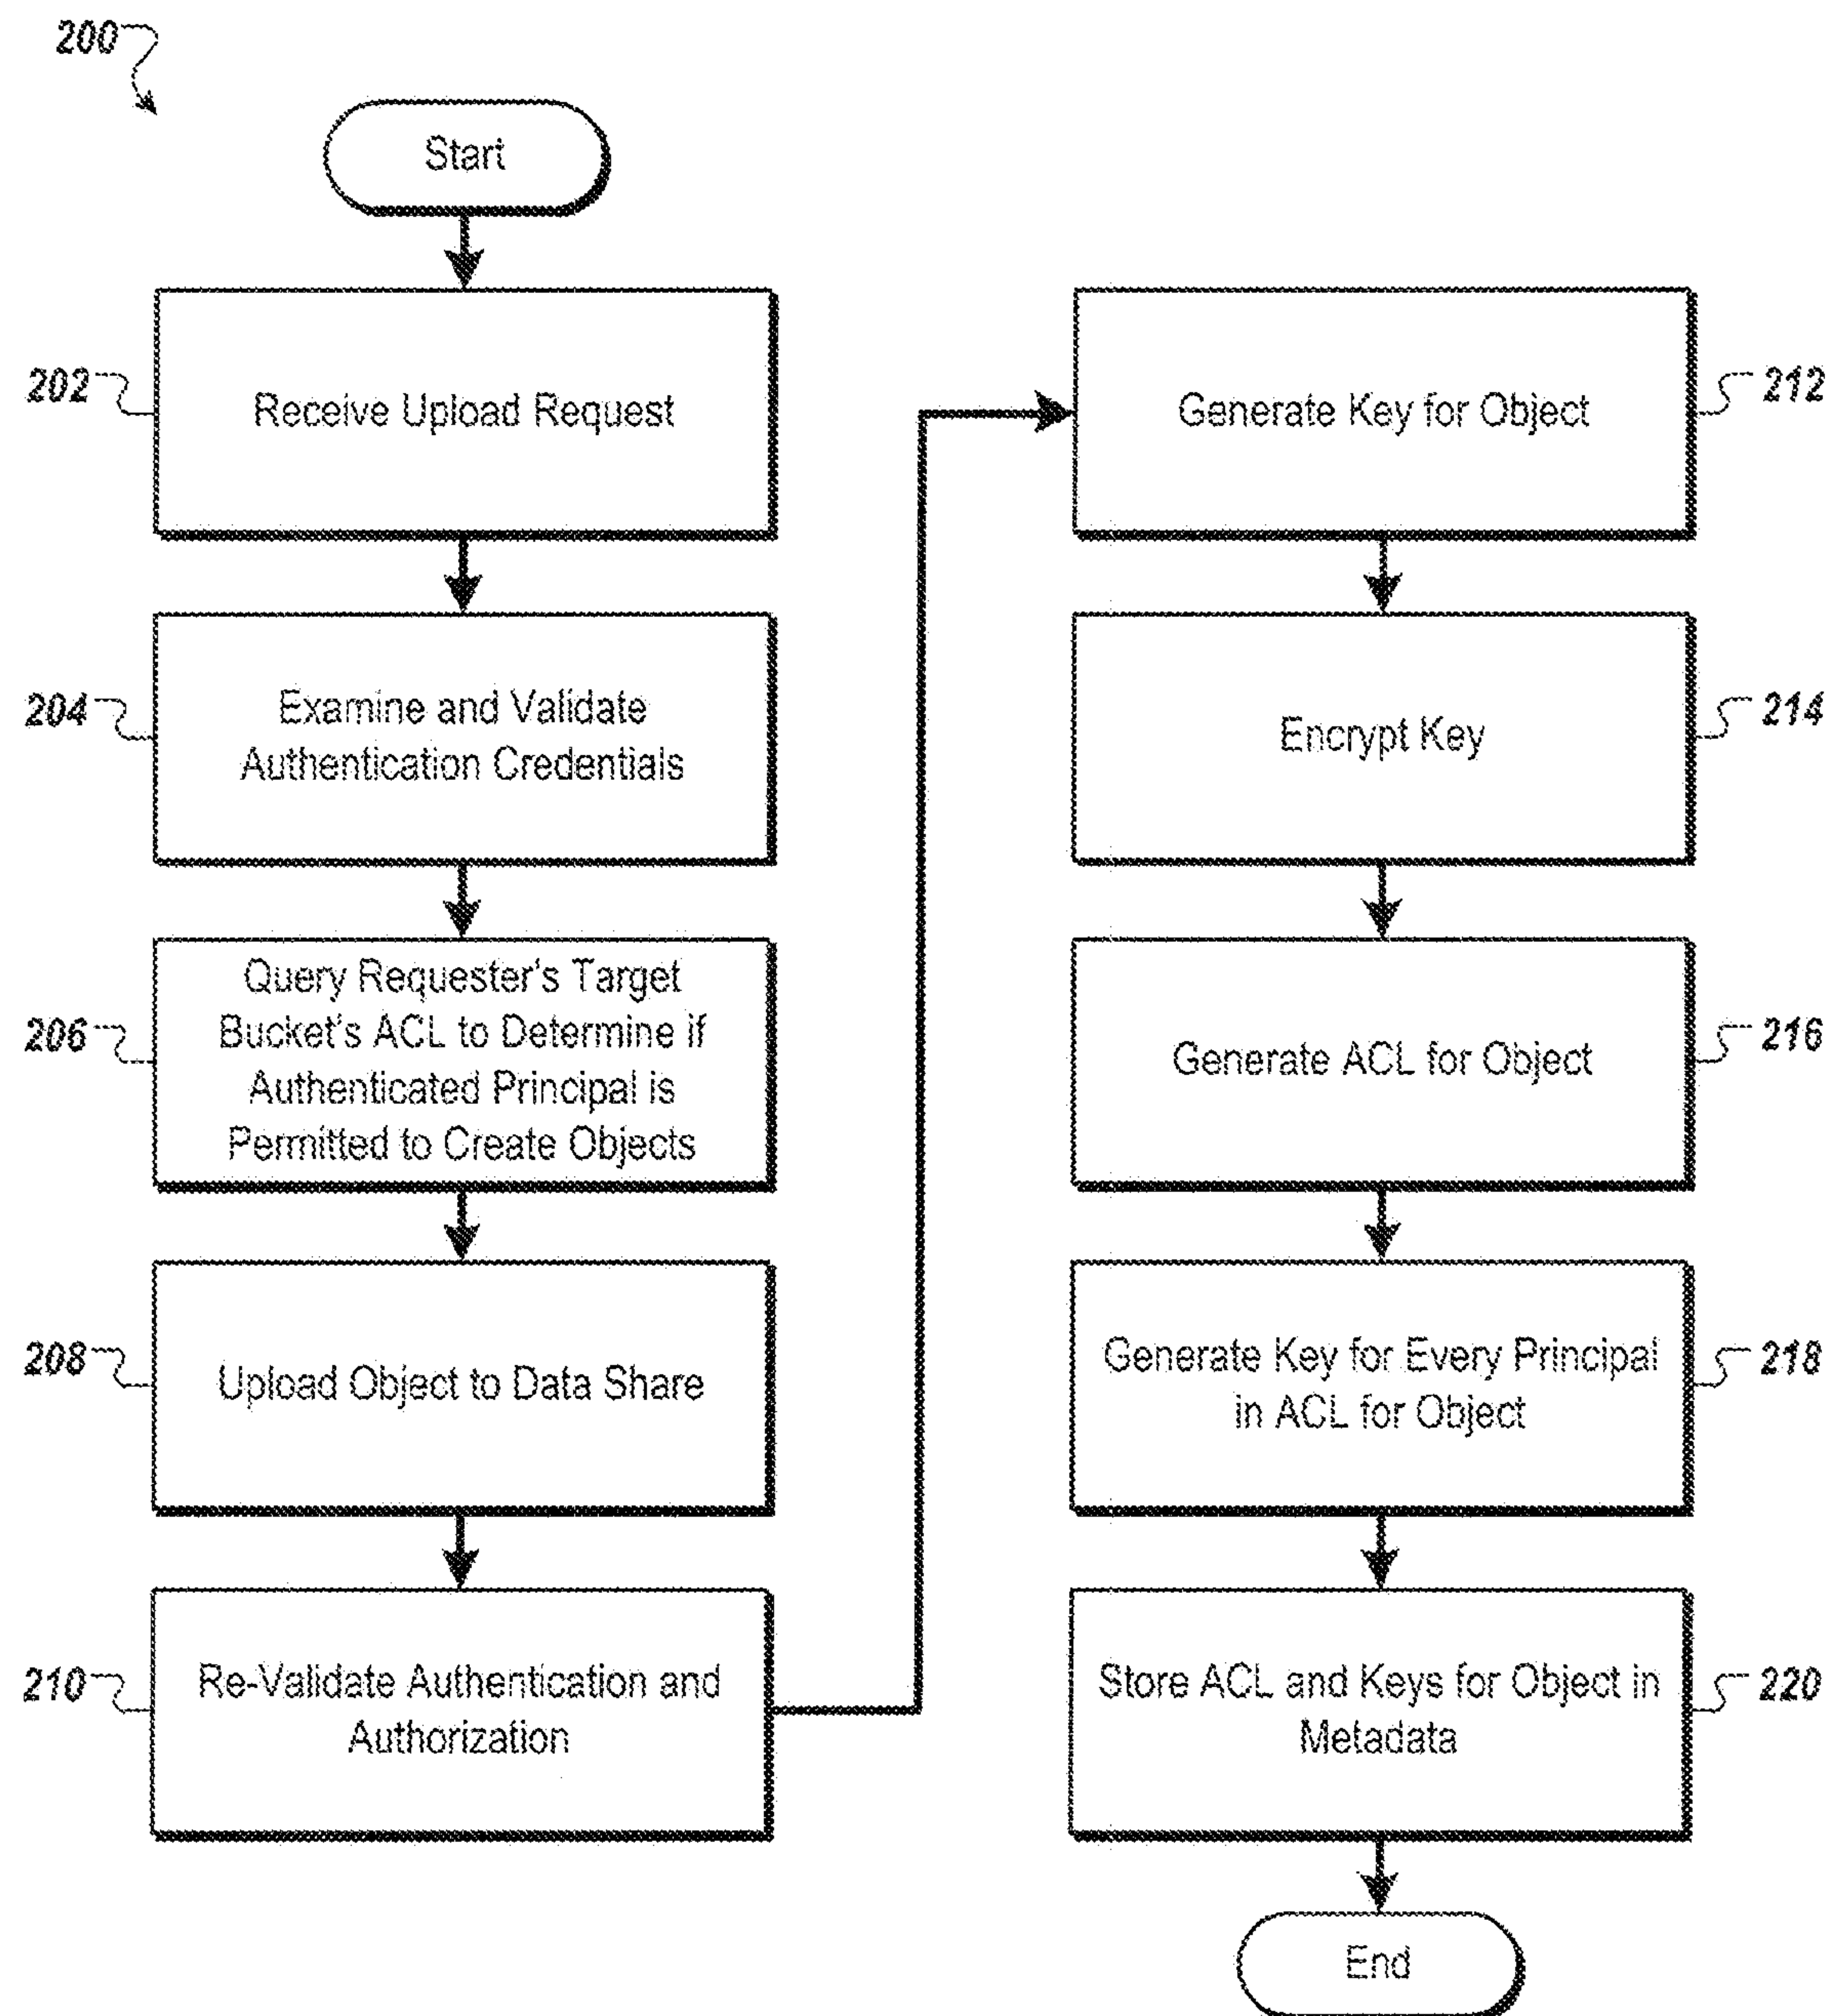 200
Start
202
Receive Upload Request
204
Examine and Validate
Authentication Credentials
206
Query Requester's Target
Bucket's ACL to Determine if
Authenticated Principal is
Permitted to Create Objects
208
Upload Object to Data Share
210
Re-Validate Authentication and
Authorization
212
Generate Key for Object
214
Encrypt Key
216
Generate ACL for Object
218
Generate Key for Every Principal
in ACL for Object
220
Store ACL and Keys for Object in
Metadata
End